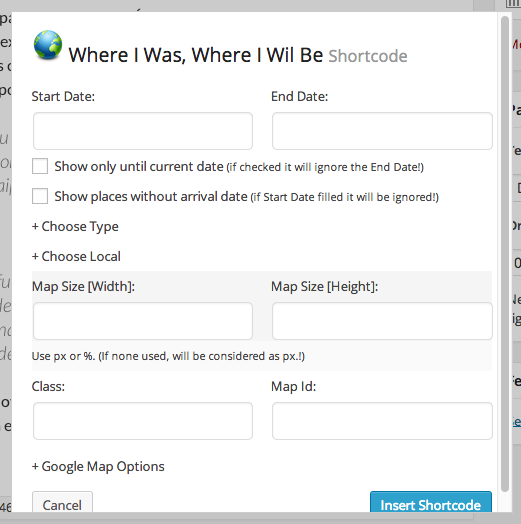 Where I Was, Where I Wil Be Shortcode
Start Date: End Date:
Show only until current date (if checked it will ignore the End Date!)
Show places without arrival date (if Start Date filled it will be ignored!)
+ Choose Type
+ Choose Local
Map Size [Width]: Map Size [Height]:
Use px or %. (If none used, will be considered as px.!)
Class: Map Id:
+ Google Map Options
Cancel Insert Shortcode